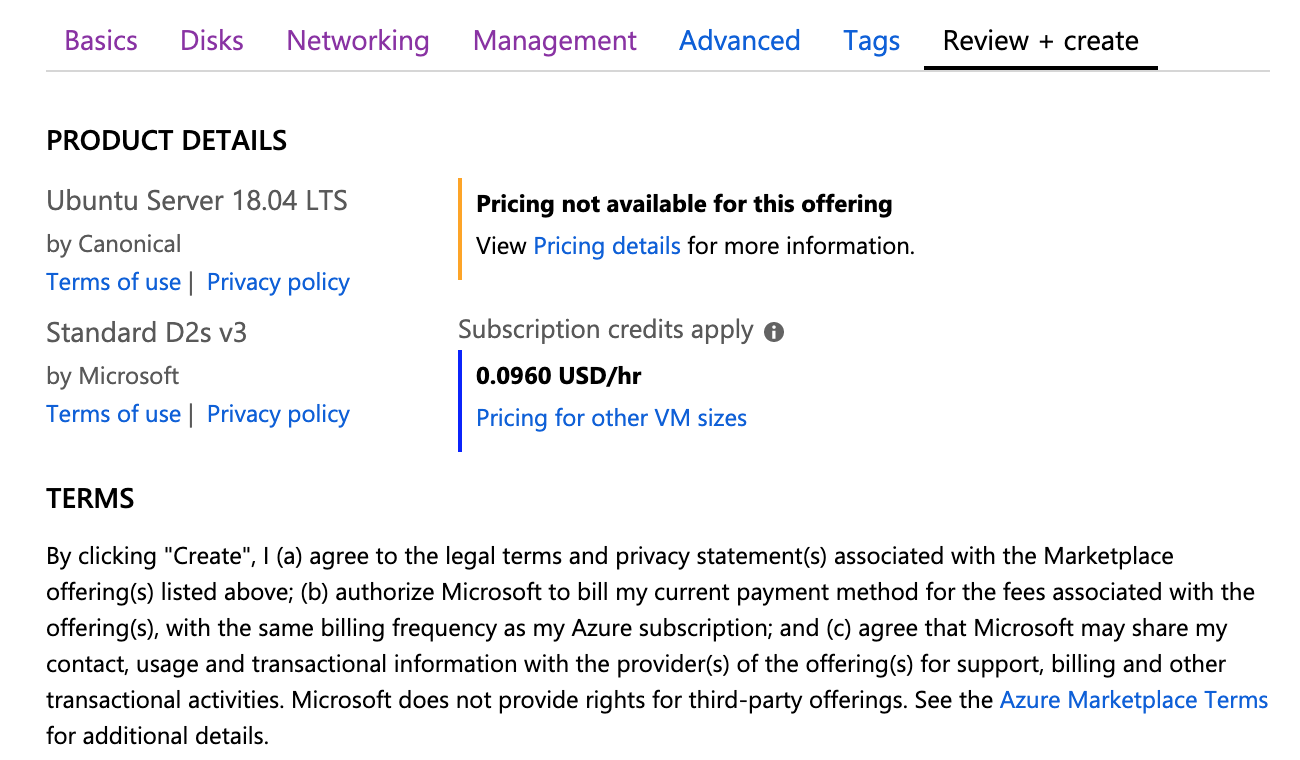 Basics Disks Networking Management Advanced Tags Review + create
PRODUCT DETAILS
Ubuntu Server 18.04 LTS
by Canonical
Terms of use | Privacy policy
Pricing not available for this offering
View Pricing details for more information.
Standard D2s v3
by Microsoft
Terms of use | Privacy policy
Subscription credits apply
0.0960 USD/hr
Pricing for other VM sizes
TERMS
By clicking "Create", I (a) agree to the legal terms and privacy statement(s) associated with the Marketplace
offering(s) listed above; (b) authorize Microsoft to bill my current payment method for the fees associated with the
offering(s), with the same billing frequency as my Azure subscription; and (c) agree that Microsoft may share my
contact, usage and transactional information with the provider(s) of the offering(s) for support, billing and other
transactional activities. Microsoft does not provide rights for third-party offerings. See the Azure Marketplace Terms
for additional details.